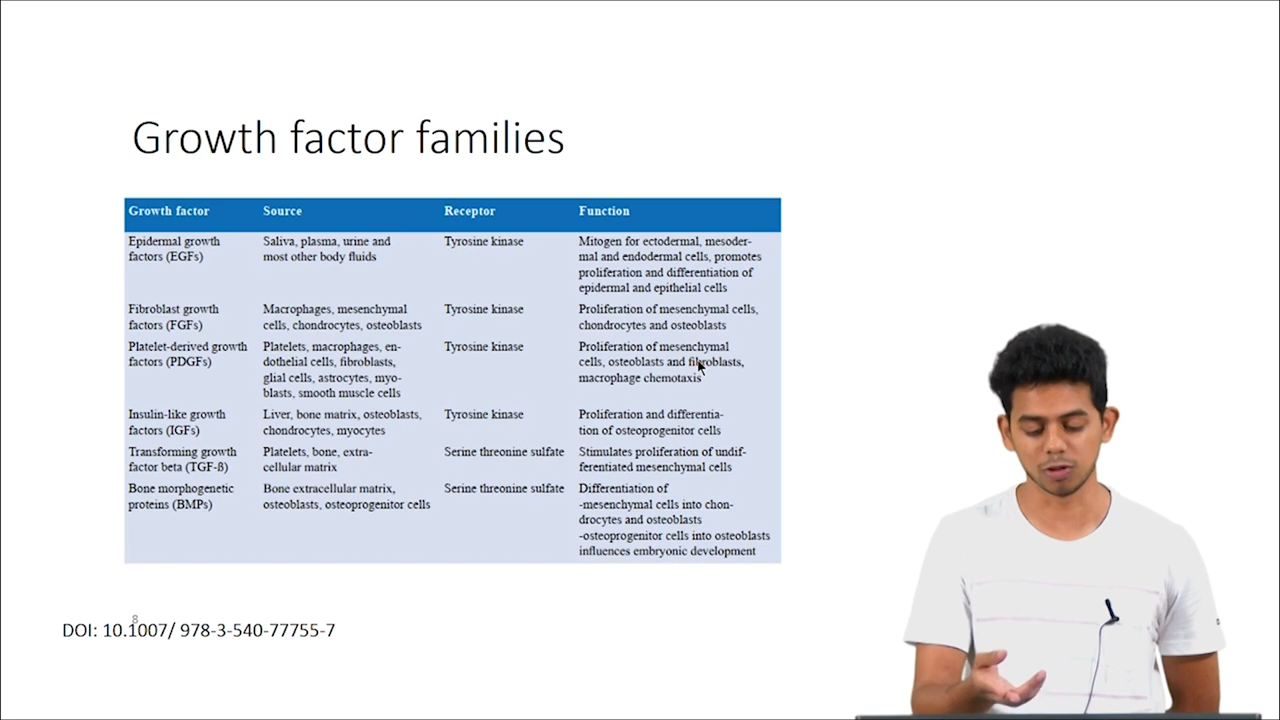 Growth factor families
Growth factor Source Receptor Function
Epidermal growth
factors (EGFs)
Saliva, plasma, urine and
most other body fluids
Tyrosine kinase
Mitogen for ectodermal, mesoder-
mal and endodermal cells, promotes
proliferation and differentiation of
epidermal and epithelial cells
Fibroblast growth
factors (FGFs)
Macrophages, mesenchymal
cells, chondrocytes, osteoblasts
Tyrosine kinase
Proliferation of mesenchymal cells,
chondrocytes and osteoblasts
Platelet-derived growth
factors (PDGFs)
Platelets, macrophages, en-
dothelial cells, fibroblasts,
glial cells, astrocytes, myo-
blasts, smooth muscle cells
Tyrosine kinase
Proliferation of mesenchymal
cells, osteoblasts and fibroblasts,
macrophage chemotaxis
Insulin-like growth
factors (IGFs)
Liver, bone matrix, osteoblasts,
chondrocytes, myocytes
Tyrosine kinase
Proliferation and differentia-
tion of osteoprogenitor cells
Transforming growth
factor beta (TGF-ß)
Platelets, bone, extra-
cellular matrix
Serine threonine sulfate
Stimulates proliferation of undif-
ferentiated mesenchymal cells
Bone morphogenetic
proteins (BMPs)
Bone extracellular matrix,
osteoblasts, osteoprogenitor cells
Serine threonine sulfate
Differentiation of
-mesenchymal cells into chon-
drocytes and osteoblasts
-osteoprogenitor cells into osteoblasts
influences embryonic development
8
DOI: 10.1007/ 978-3-540-77755-7